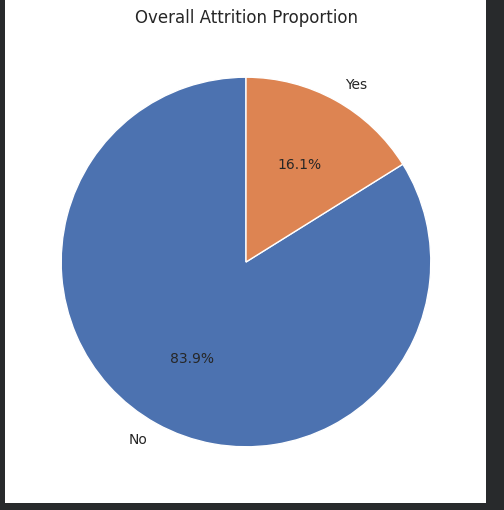 Overall Attrition Proportion
Yes
16.1%
83.9%
No